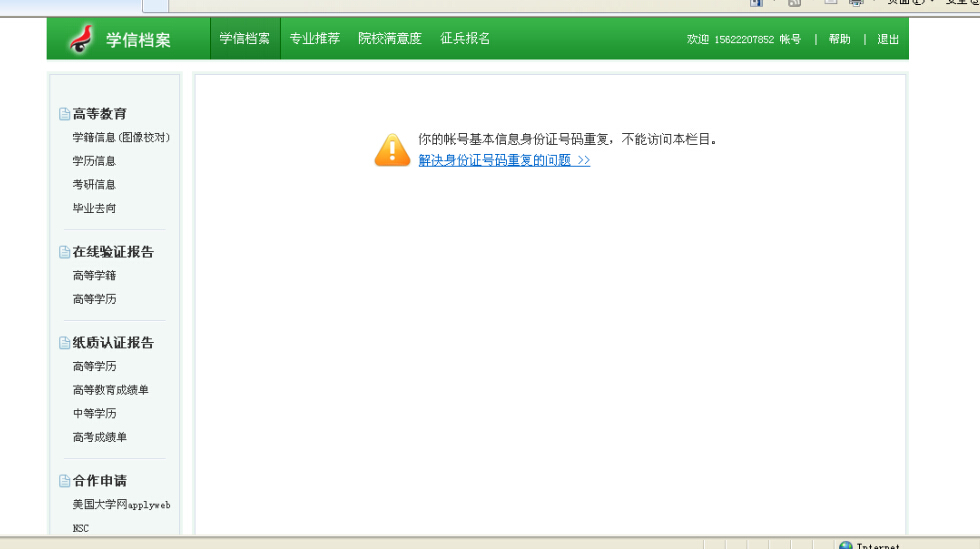 学信档案
学信档案 专业推荐 院校满意度 征兵报名
欢迎 15622207852 帐号 | 帮助 | 退出
高等教育
学籍信息(图像校对)
学历信息
考研信息
毕业去向
在线验证报告
高等学籍
高等学历
纸质认证报告
高等学历
高等教育成绩单
中等学历
高考成绩单
合作申请
美国大学网applyweb
NSC
你的帐号基本信息身份证号码重复，不能访问本栏目。
解决身份证号码重复的问题 >>
Internet